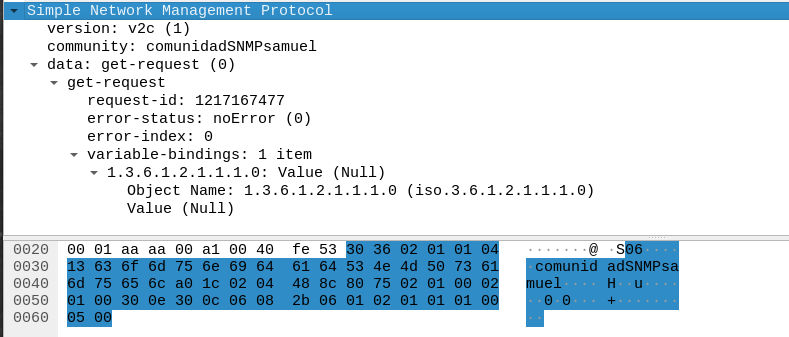 Simple Network Management Protocol
version: v2c (1)
community: comunidadSNMPsamuel
data: get-request (0)
get-request
request-id: 1217167477
error-status: noError (0)
error-index: 0
variable-bindings: 1 item
1.3.6.1.2.1.1.1.0: Value (Null)
Object Name: 1.3.6.1.2.1.1.1.0 (iso.3.6.1.2.1.1.1.0)
Value (Null)
0020 00 01 aa aa 00 a1 00 40 fe 53 30 36 02 01 01 04 ·······@ ·S06····
0030 13 63 6f 6d 75 6e 69 64 61 64 53 4e 4d 50 73 61 ·comunid adSNMPsa
0040 6d 75 65 6c a0 1c 02 04 48 8c 80 75 02 01 00 02 muel···· H··u····
0050 01 00 30 0e 30 0c 06 08 2b 06 01 02 01 01 01 00 ··0·0··· +·······
0060 05 00 ··